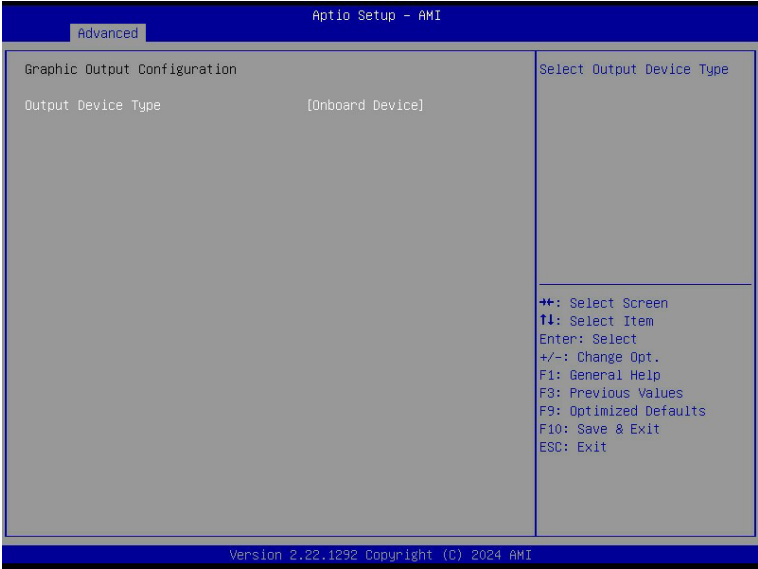 Aptio Setup – AMI
Advanced
Graphic Output Configuration
Output Device Type [Onboard Device]
Select Output Device Type
→←: Select Screen
↑↓: Select Item
Enter: Select
+/-: Change Opt.
F1: General Help
F3: Previous Values
F9: Optimized Defaults
F10: Save & Exit
ESC: Exit
Version 2.22.1292 Copyright (C) 2024 AMI